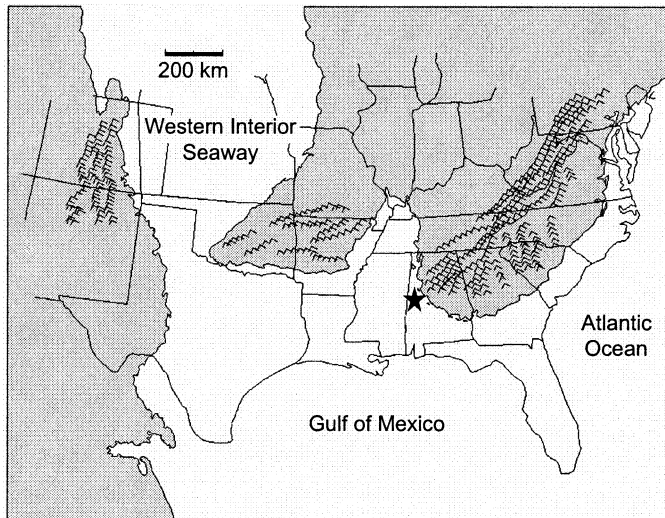 200 km
Western Interior
Seaway
Atlantic
Ocean
Gulf of Mexico